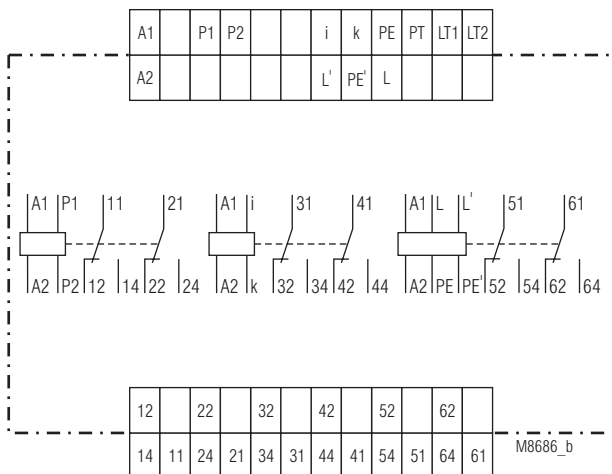 A1 P1 P2 i k PE PT LT1 LT2
A2 L' PE' L
A1 P1 11 21 A1 i 31 41 A1 L L' 51 61
A2 P2 12 14 22 24 A2 k 32 34 42 44 A2 PE PE' 52 54 62 64
12 22 32 42 52 62
14 11 24 21 34 31 44 41 54 51 64 61
M8686_b